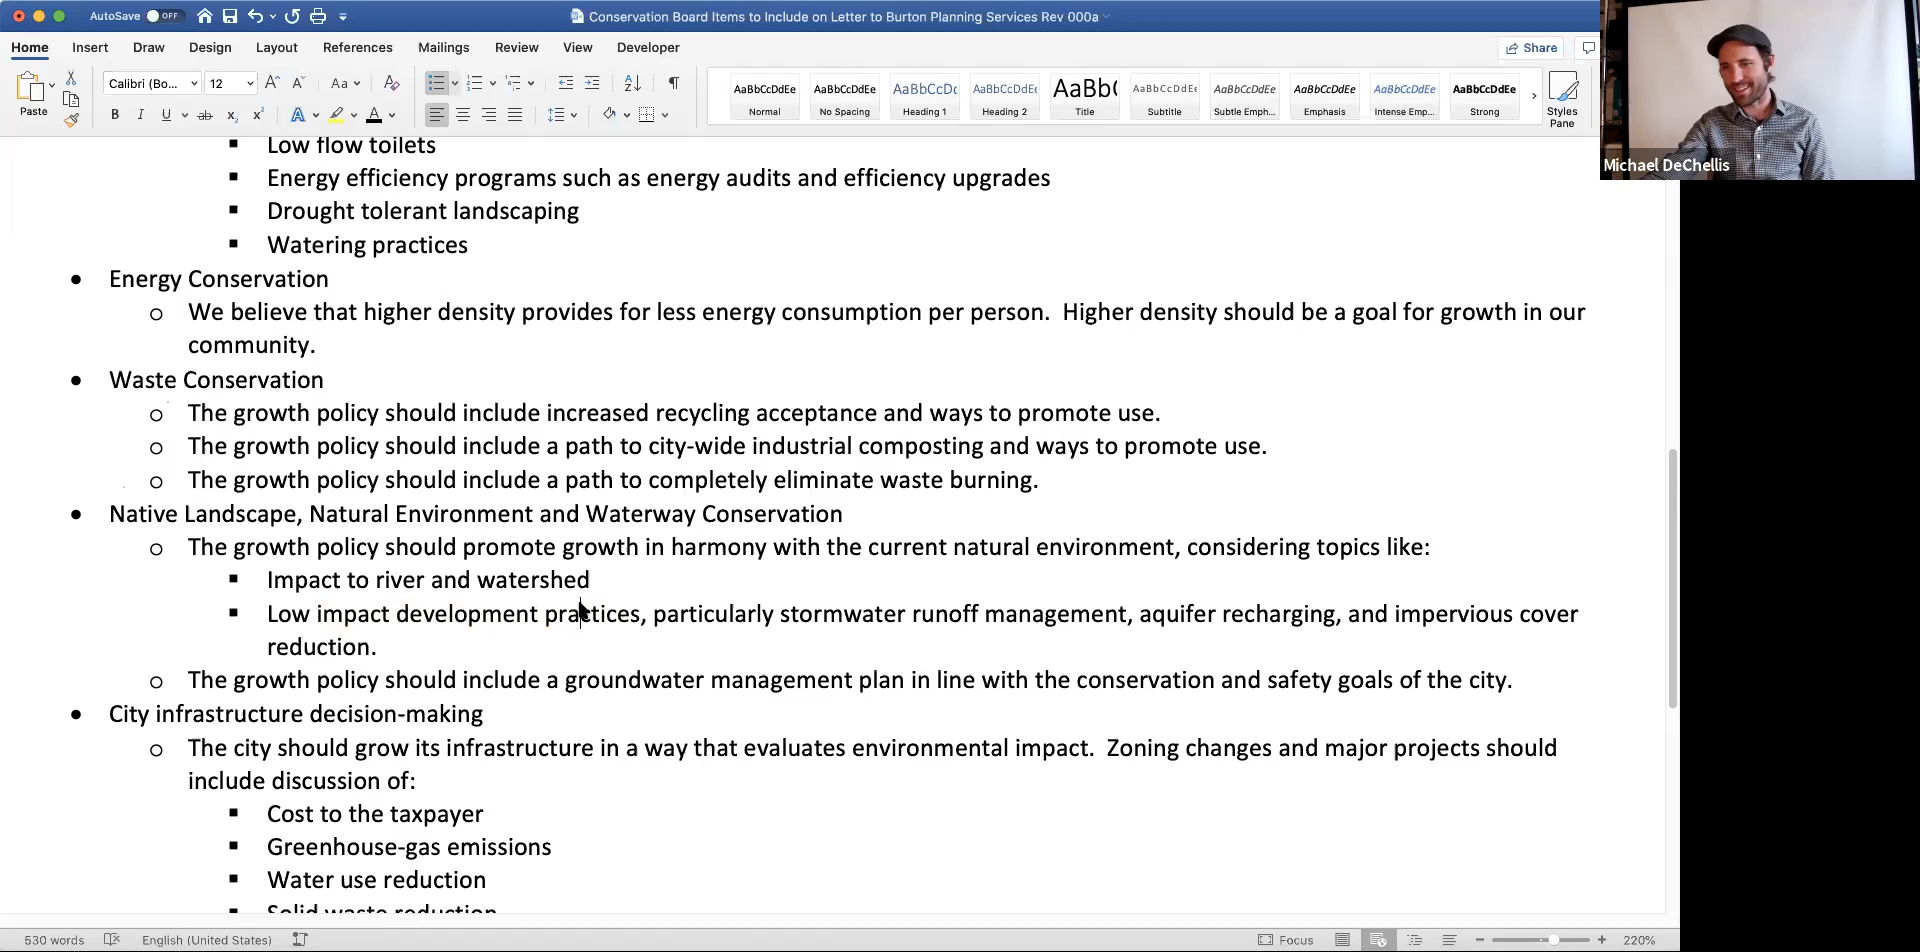 AutoSave OFF
Conservation Board Items to Include on Letter to Burton Planning Services Rev 000a
Home Insert Draw Design Layout References Mailings Review View Developer
Share
Paste
Calibri (Bo... 12
Aa
AaBbCcDdEe Normal
AaBbCcDdEe No Spacing
AaBbCcDc Heading 1
AaBbCcDdEe Heading 2
AaBb( Title
AaBbCcDdEe Subtitle
AaBbCcDdEe Subtle Emph...
AaBbCcDdEe Emphasis
AaBbCcDdEe Intense Emp...
AaBbCcDdEe Strong
Styles
Pane
Michael DeChellis
▪ Low flow toilets
▪ Energy efficiency programs such as energy audits and efficiency upgrades
▪ Drought tolerant landscaping
▪ Watering practices
• Energy Conservation
o We believe that higher density provides for less energy consumption per person.  Higher density should be a goal for growth in our
community.
• Waste Conservation
o The growth policy should include increased recycling acceptance and ways to promote use.
o The growth policy should include a path to city-wide industrial composting and ways to promote use.
o The growth policy should include a path to completely eliminate waste burning.
• Native Landscape, Natural Environment and Waterway Conservation
o The growth policy should promote growth in harmony with the current natural environment, considering topics like:
▪ Impact to river and watershed
▪ Low impact development practices, particularly stormwater runoff management, aquifer recharging, and impervious cover
reduction.
o The growth policy should include a groundwater management plan in line with the conservation and safety goals of the city.
• City infrastructure decision-making
o The city should grow its infrastructure in a way that evaluates environmental impact.  Zoning changes and major projects should
include discussion of:
▪ Cost to the taxpayer
▪ Greenhouse-gas emissions
▪ Water use reduction
▪ Solid waste reduction
530 words English (United States) Focus 220%